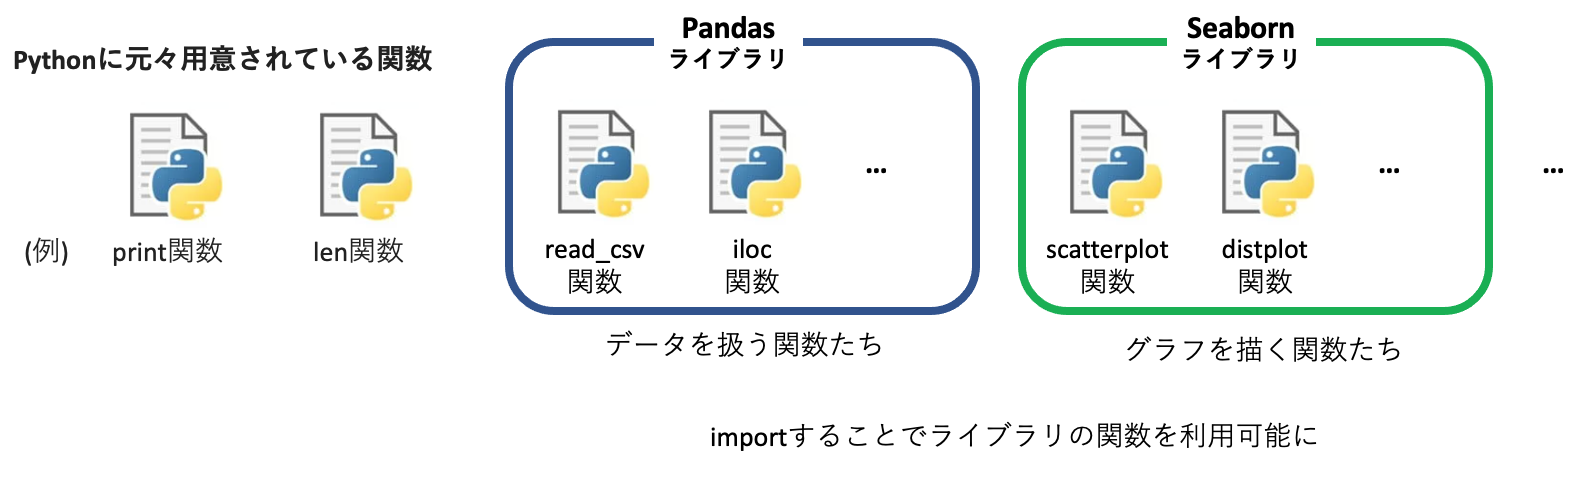 Pythonに元々用意されている関数
(例)
print関数
len関数
Pandas
ライブラリ
read_csv
関数
iloc
関数
...
データを扱う関数たち
Seaborn
ライブラリ
scatterplot
関数
distplot
関数
...
グラフを描く関数たち
...
importすることでライブラリの関数を利用可能に